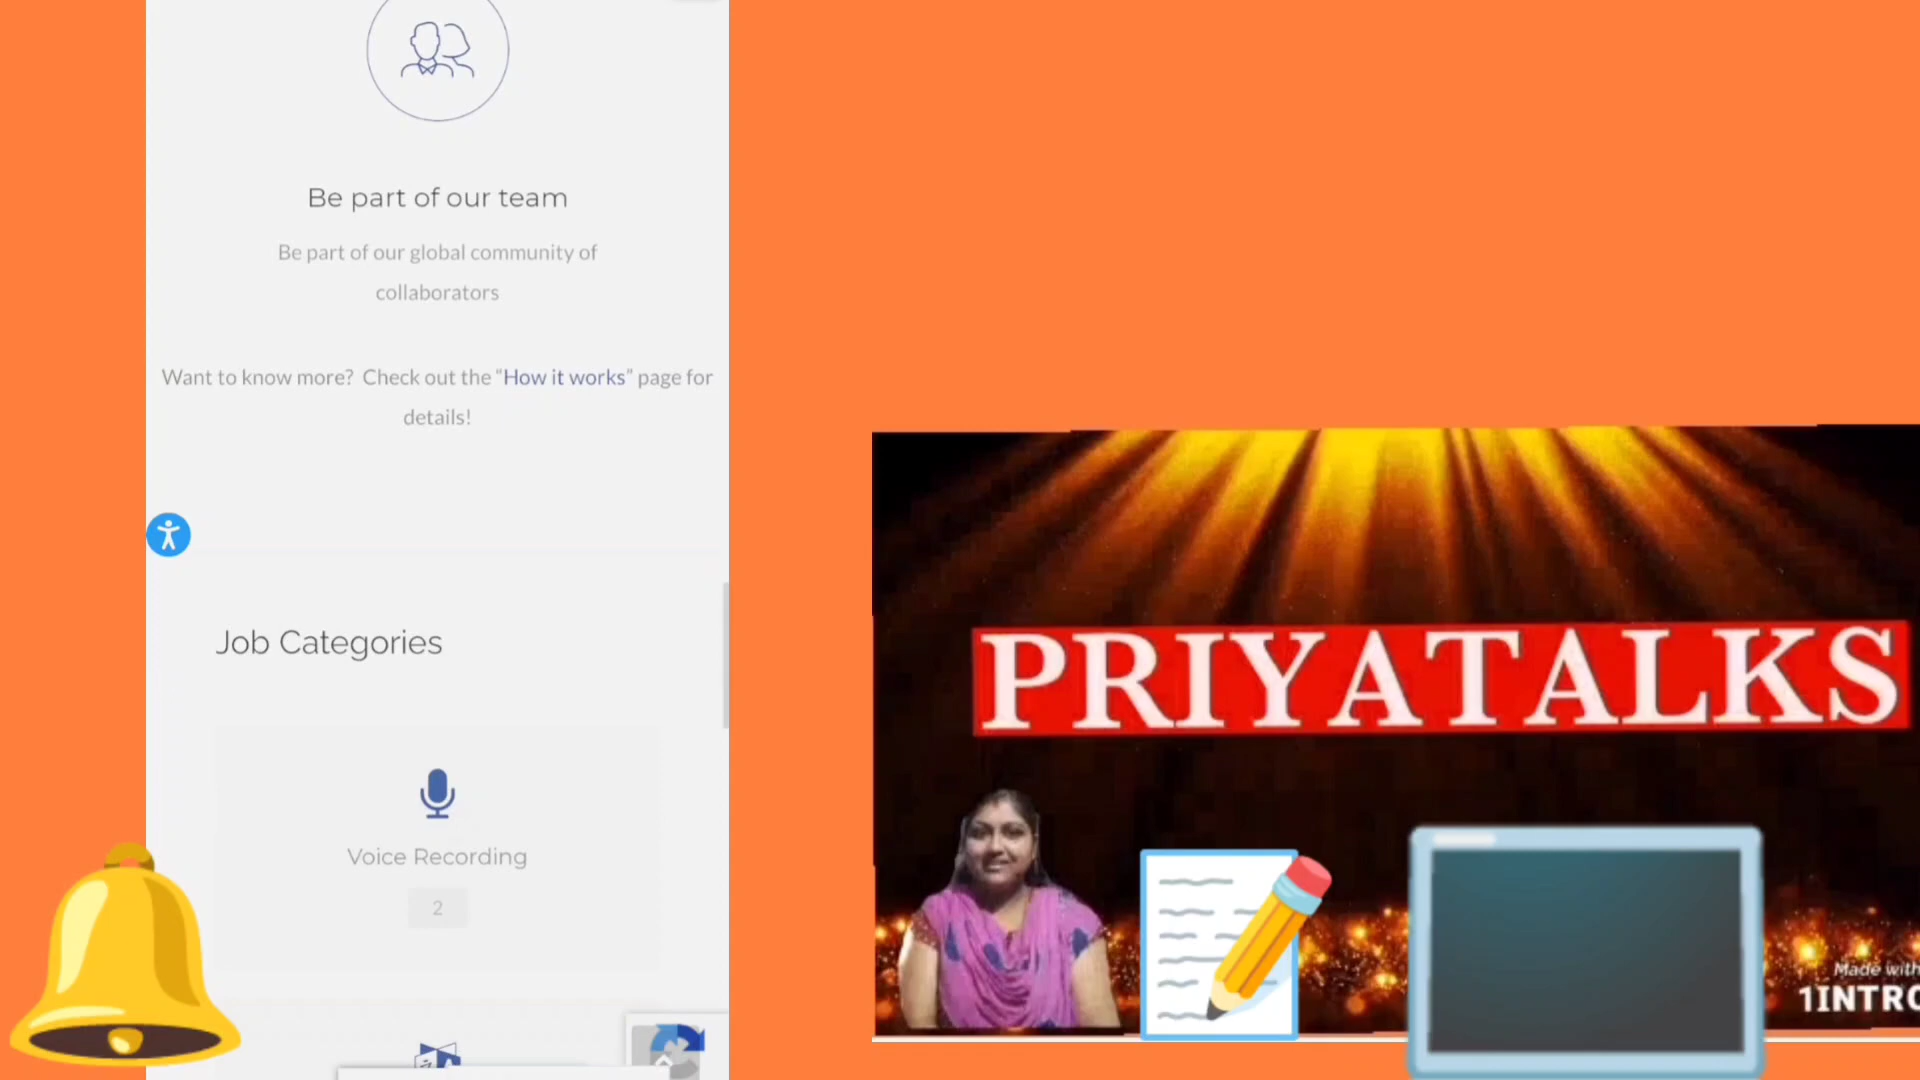 Be part of our team
Be part of our global community of
collaborators
Want to know more? Check out the “How it works” page for
details!
Job Categories
Voice Recording
2
PRIYATALKS
Made with
1INTRO